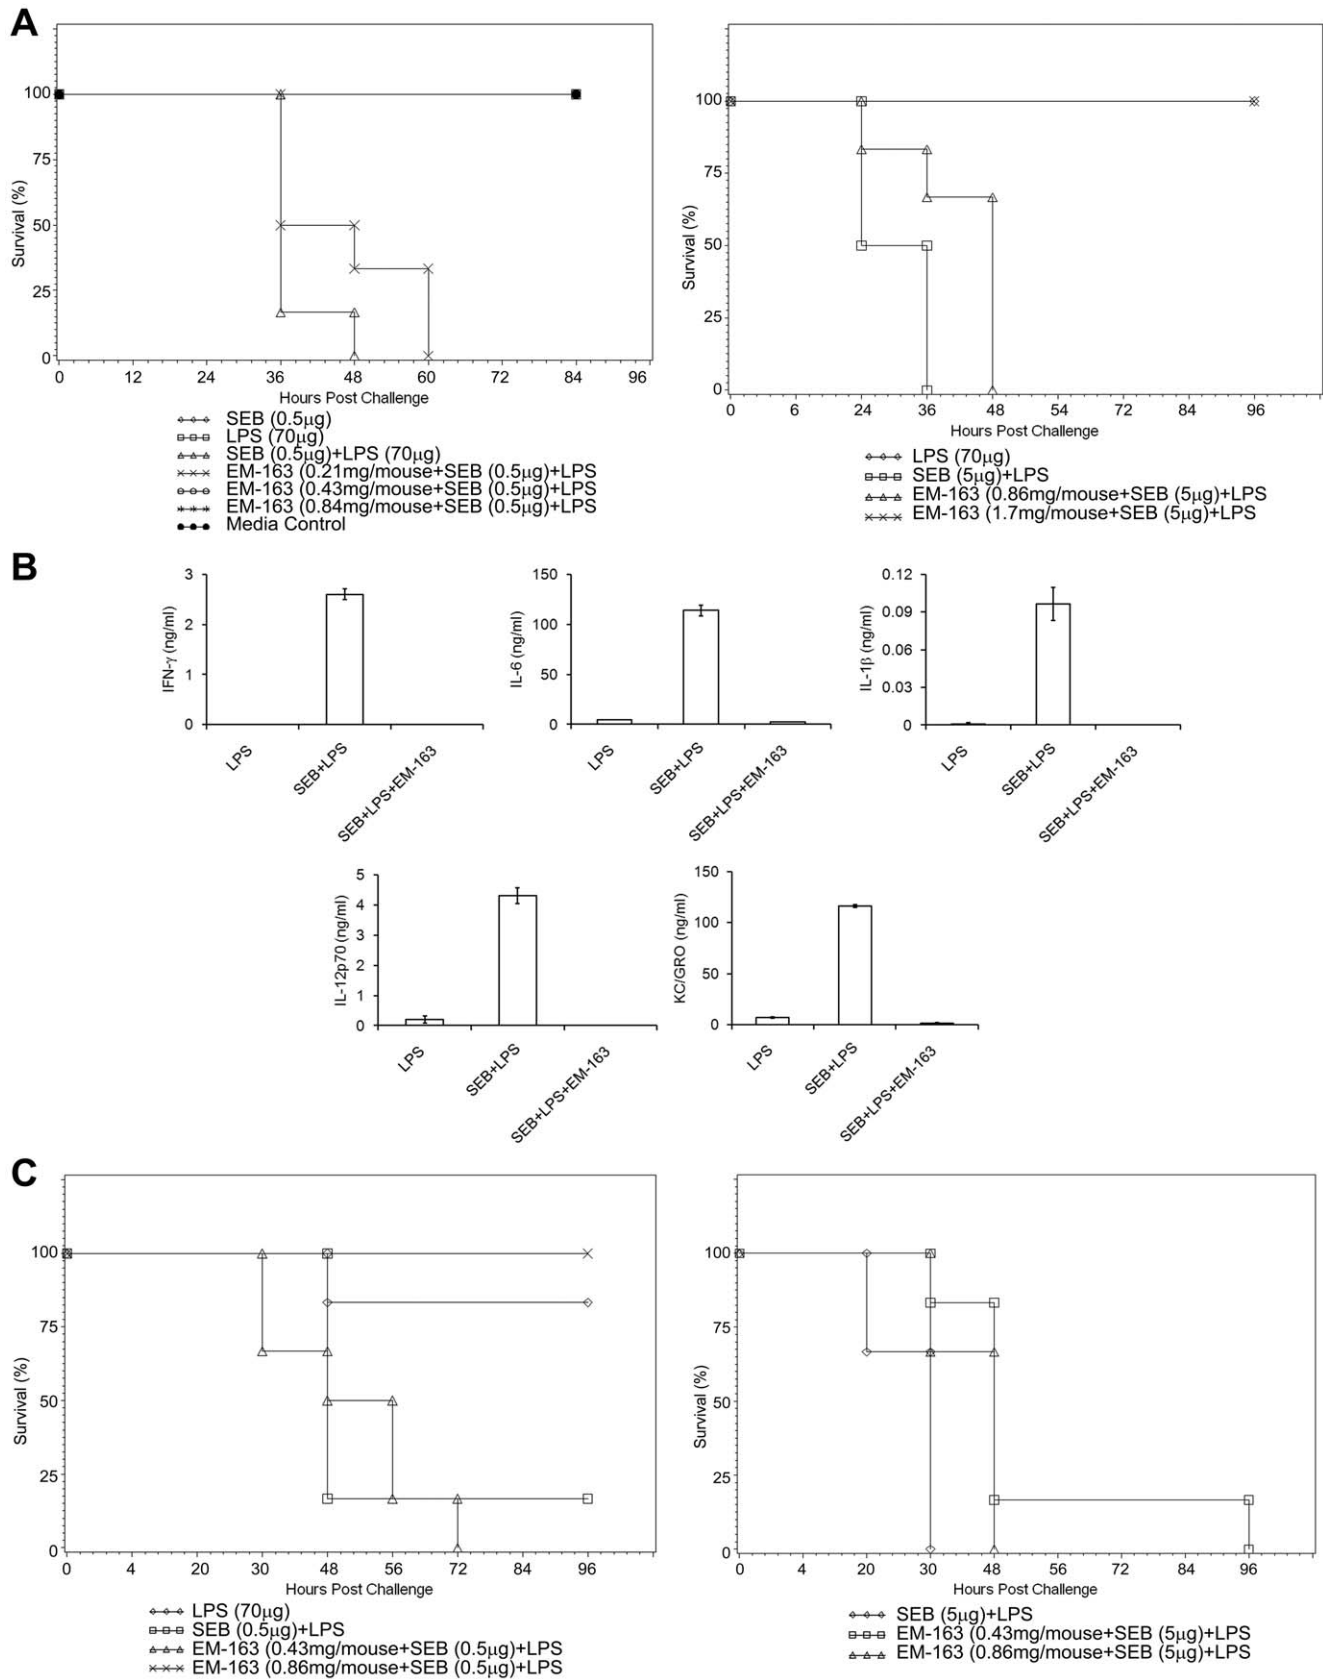 A
Survival (%)
100
75
50
25
0
0 12 24 36 48 60 72 84 96
Hours Post Challenge
SEB (0.5µg)
LPS (70µg)
SEB (0.5µg)+LPS (70µg)
EM-163 (0.21mg/mouse+SEB (0.5µg)+LPS
EM-163 (0.43mg/mouse+SEB (0.5µg)+LPS
EM-163 (0.84mg/mouse+SEB (0.5µg)+LPS
Media Control
Survival (%)
100
75
50
25
0
0 6 24 36 48 60 72 84 96
Hours Post Challenge
LPS (70µg)
SEB (5µg)+LPS
EM-163 (0.86mg/mouse+SEB (5µg)+LPS
EM-163 (1.7mg/mouse+SEB (5µg)+LPS
B
IFN-γ (ng/ml)
3
2
1
0
LPS
SEB+LPS
SEB+LPS+EM-163
IL-6 (ng/ml)
150
100
50
0
LPS
SEB+LPS
SEB+LPS+EM-163
IL-1β (ng/ml)
0.12
0.09
0.06
0.03
0
LPS
SEB+LPS
SEB+LPS+EM-163
IL-12p70 (ng/ml)
5
4
3
2
1
0
LPS
SEB+LPS
SEB+LPS+EM-163
KC/GRO (ng/ml)
150
100
50
0
LPS
SEB+LPS
SEB+LPS+EM-163
C
Survival (%)
100
75
50
25
0
0 4 20 30 48 56 72 84 96
Hours Post Challenge
LPS (70µg)
SEB (0.5µg)+LPS
EM-163 (0.43mg/mouse+SEB (0.5µg)+LPS
EM-163 (0.86mg/mouse+SEB (0.5µg)+LPS
Survival (%)
100
75
50
25
0
0 4 20 30 48 56 72 84 96
Hours Post Challenge
SEB (5µg)+LPS
EM-163 (0.43mg/mouse+SEB (5µg)+LPS
EM-163 (0.86mg/mouse+SEB (5µg)+LPS